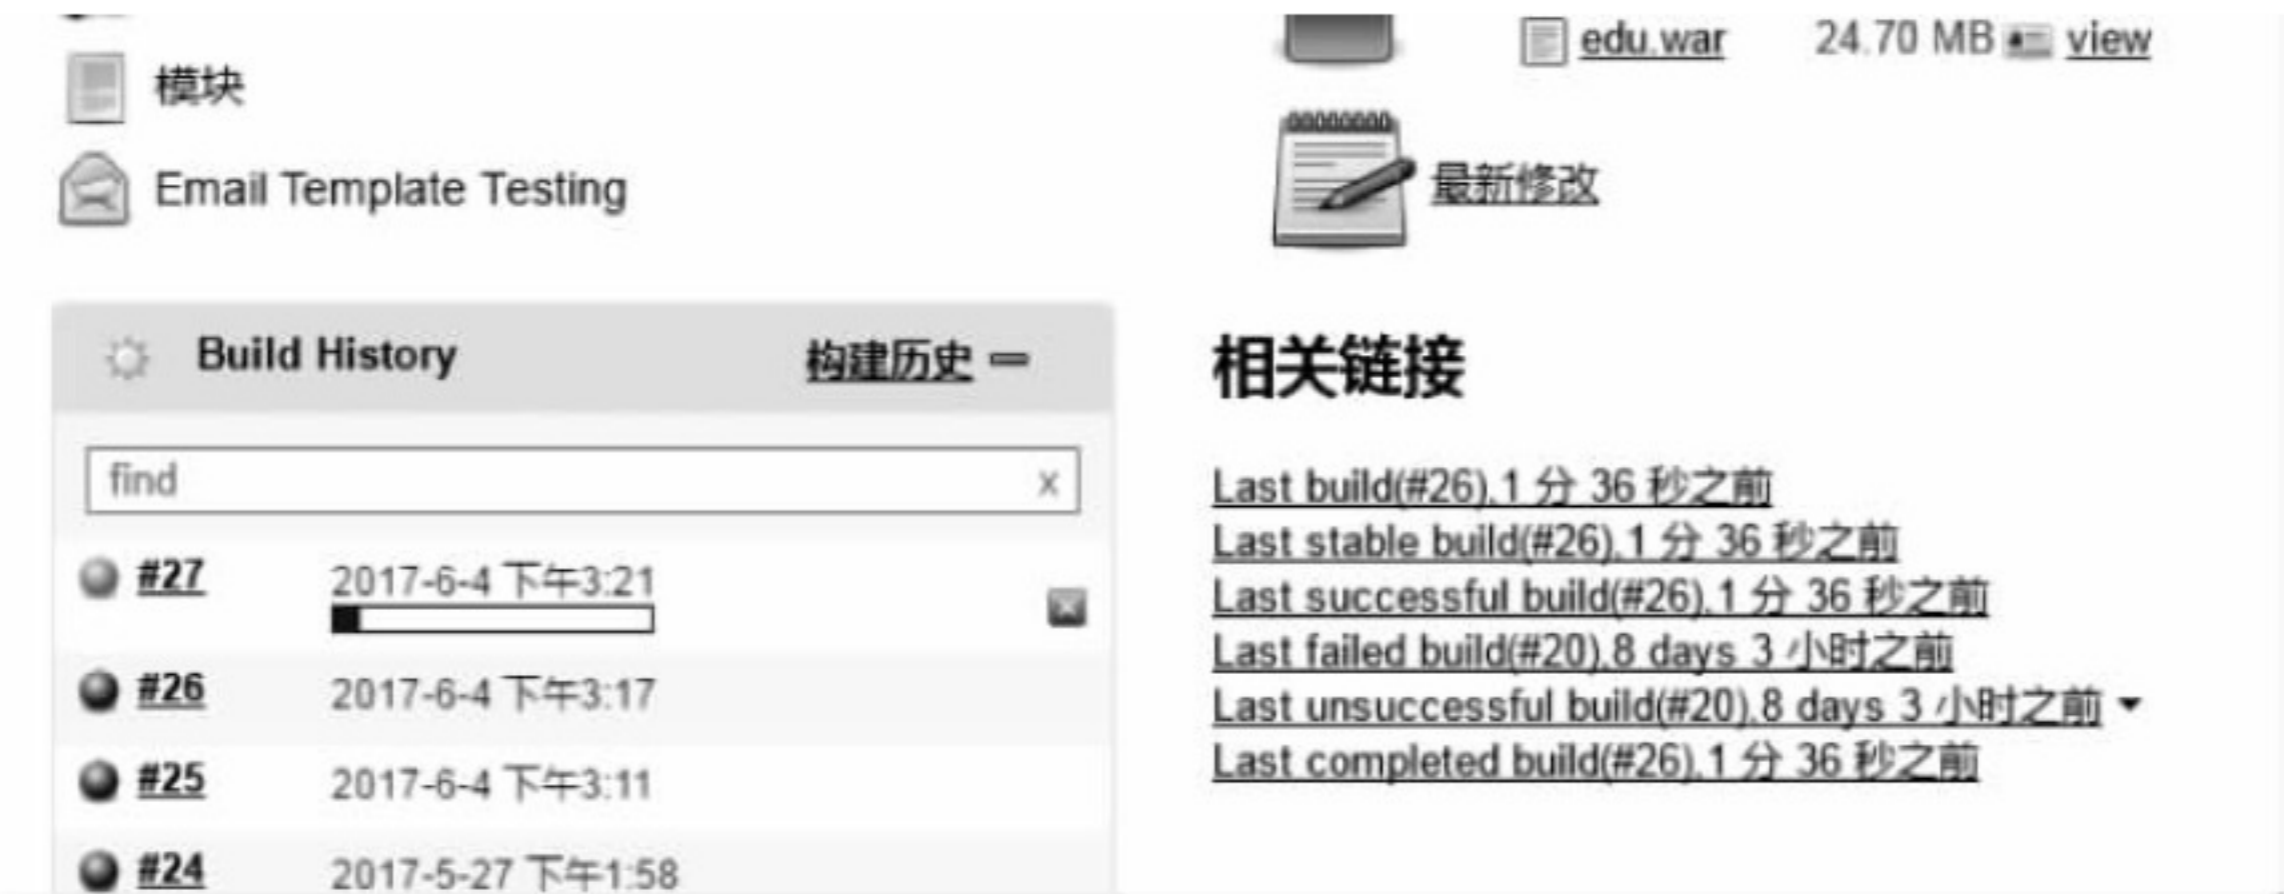 模块
Email Template Testing
Build History 构建历史
find x
#27 2017-6-4 下午3:21
#26 2017-6-4 下午3:17
#25 2017-6-4 下午3:11
#24 2017-5-27 下午1:58
edu.war 24.70 MB view
最新修改
相关链接
Last build(#26),1 分 36 秒之前
Last stable build(#26),1 分 36 秒之前
Last successful build(#26),1 分 36 秒之前
Last failed build(#20),8 days 3 小时之前
Last unsuccessful build(#20),8 days 3 小时之前
Last completed build(#26),1 分 36 秒之前